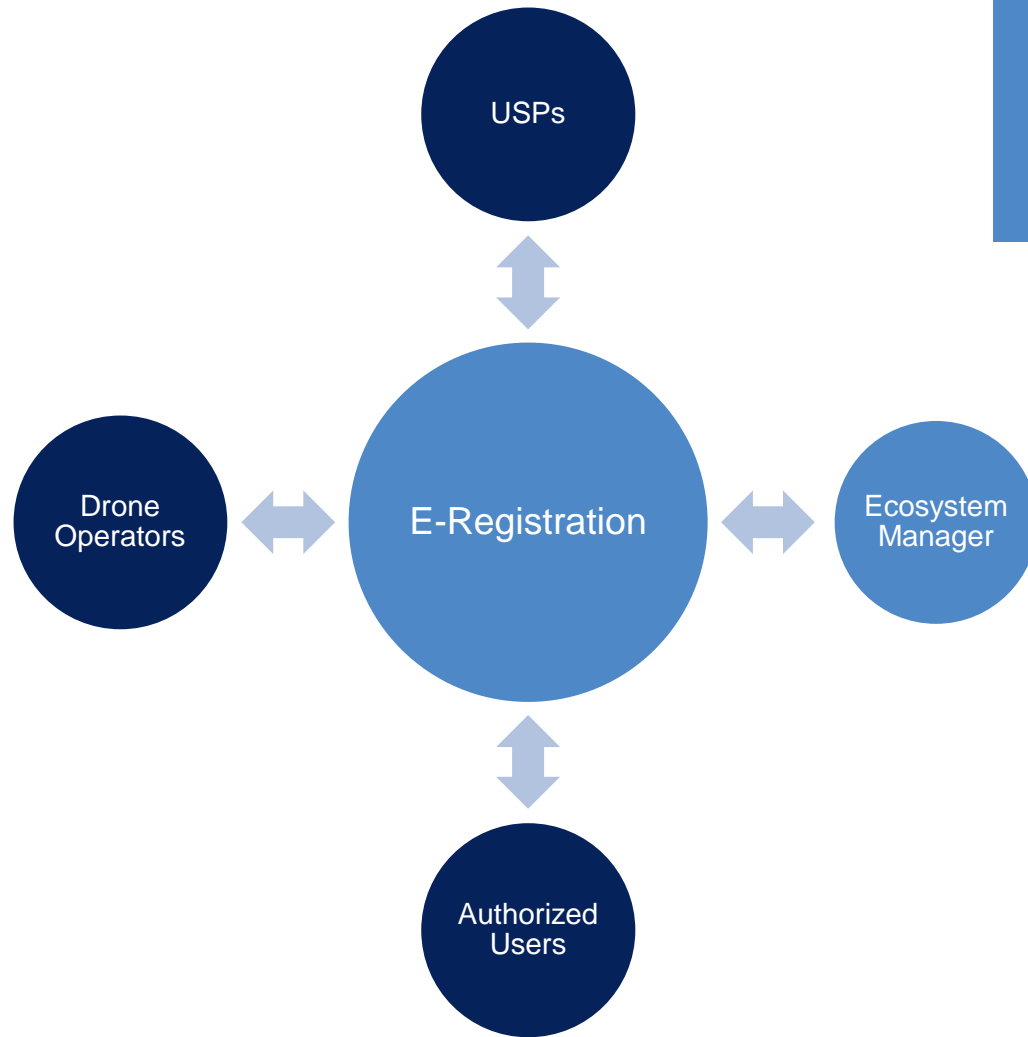 USPs
Drone
Operators
E-Registration
Ecosystem
Manager
Authorized
Users